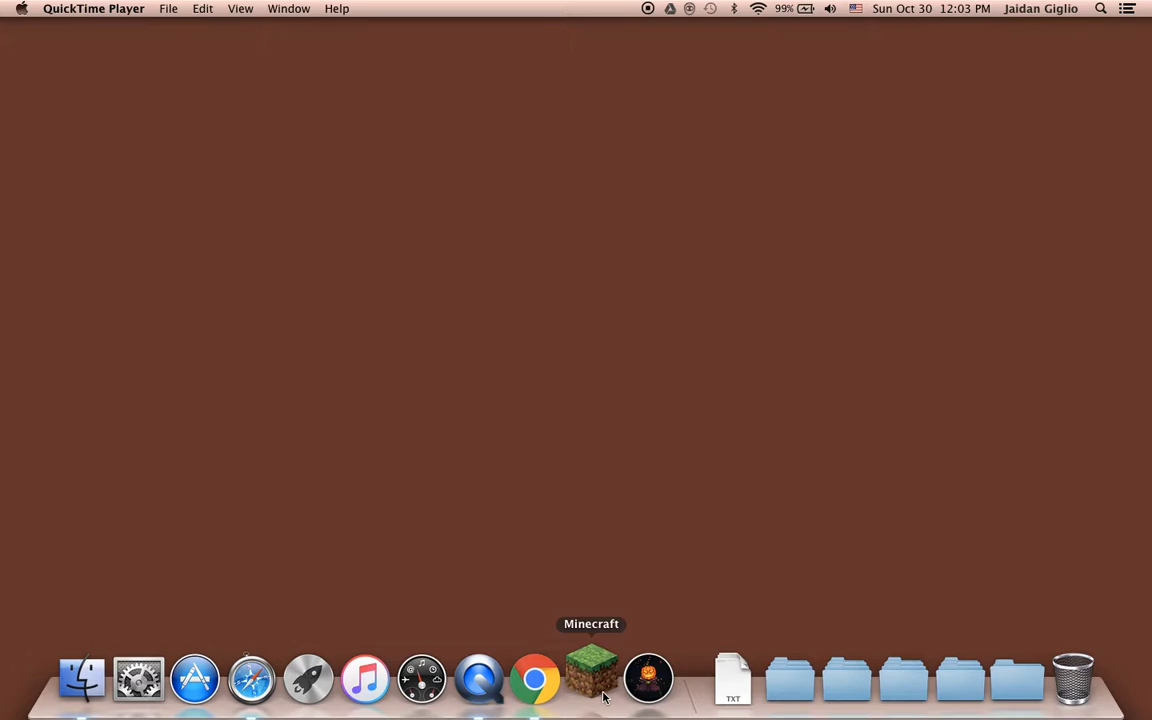 QuickTime Player File Edit View Window Help 99% Sun Oct 30 12:03 PM Jaidan Giglio
Minecraft
TXT